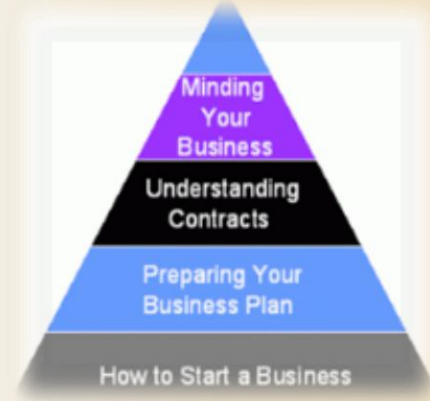 Minding
Your
Business
Understanding
Contracts
Preparing Your
Business Plan
How to Start a Business